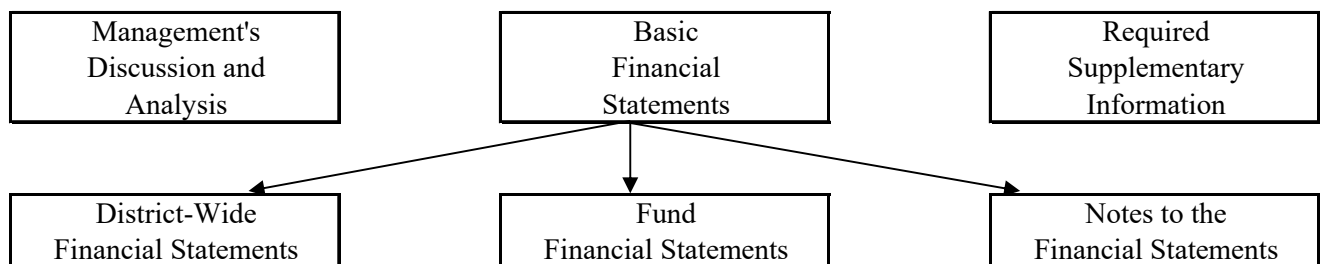 Management's
Discussion and
Analysis
Basic
Financial
Statements
Required
Supplementary
Information
District-Wide
Financial Statements
Fund
Financial Statements
Notes to the
Financial Statements